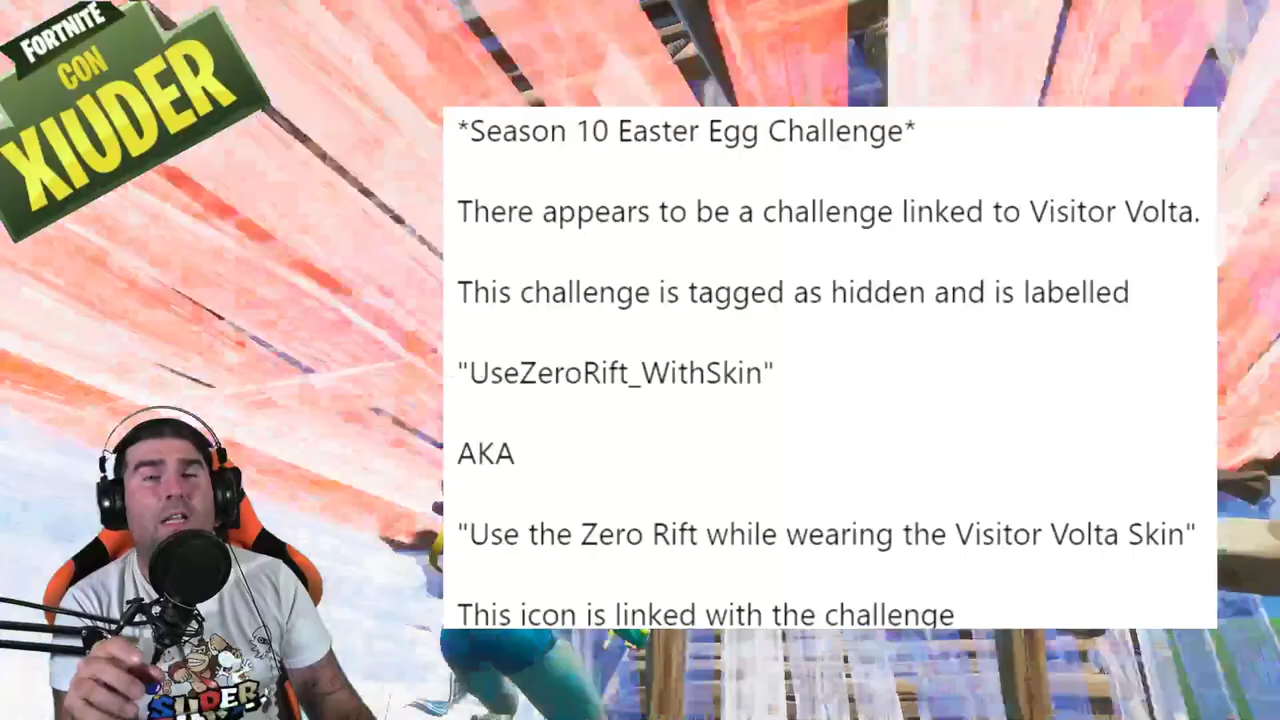 FORTNITE
CON
XIUDER
*Season 10 Easter Egg Challenge*
There appears to be a challenge linked to Visitor Volta.
This challenge is tagged as hidden and is labelled
"UseZeroRift_WithSkin"
AKA
"Use the Zero Rift while wearing the Visitor Volta Skin"
This icon is linked with the challenge